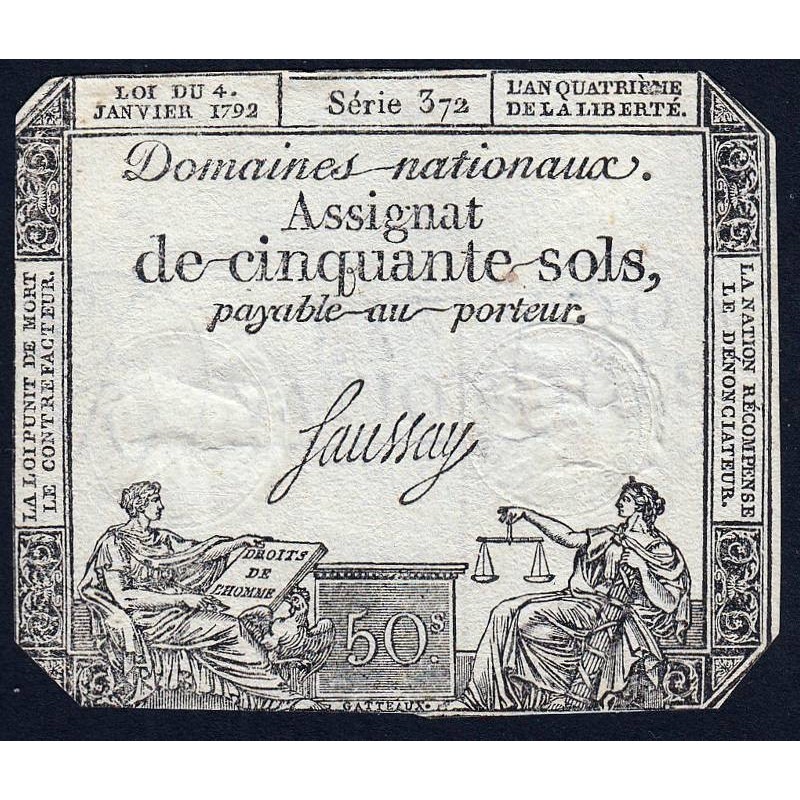 LOI DU 4.
JANVIER 1792
Série 372
L'AN QUATRIÈME
DE LA LIBERTÉ.
Domaines nationaux.
Assignat
de cinquante sols,
payable au porteur.
Saussay
LA LOI PUNIT DE MORT
LE CONTREFACTEUR.
LA NATION RÉCOMPENSE
LE DÉNONCIATEUR.
DROITS
DE
L'HOMME
50.s
GATTEAUX